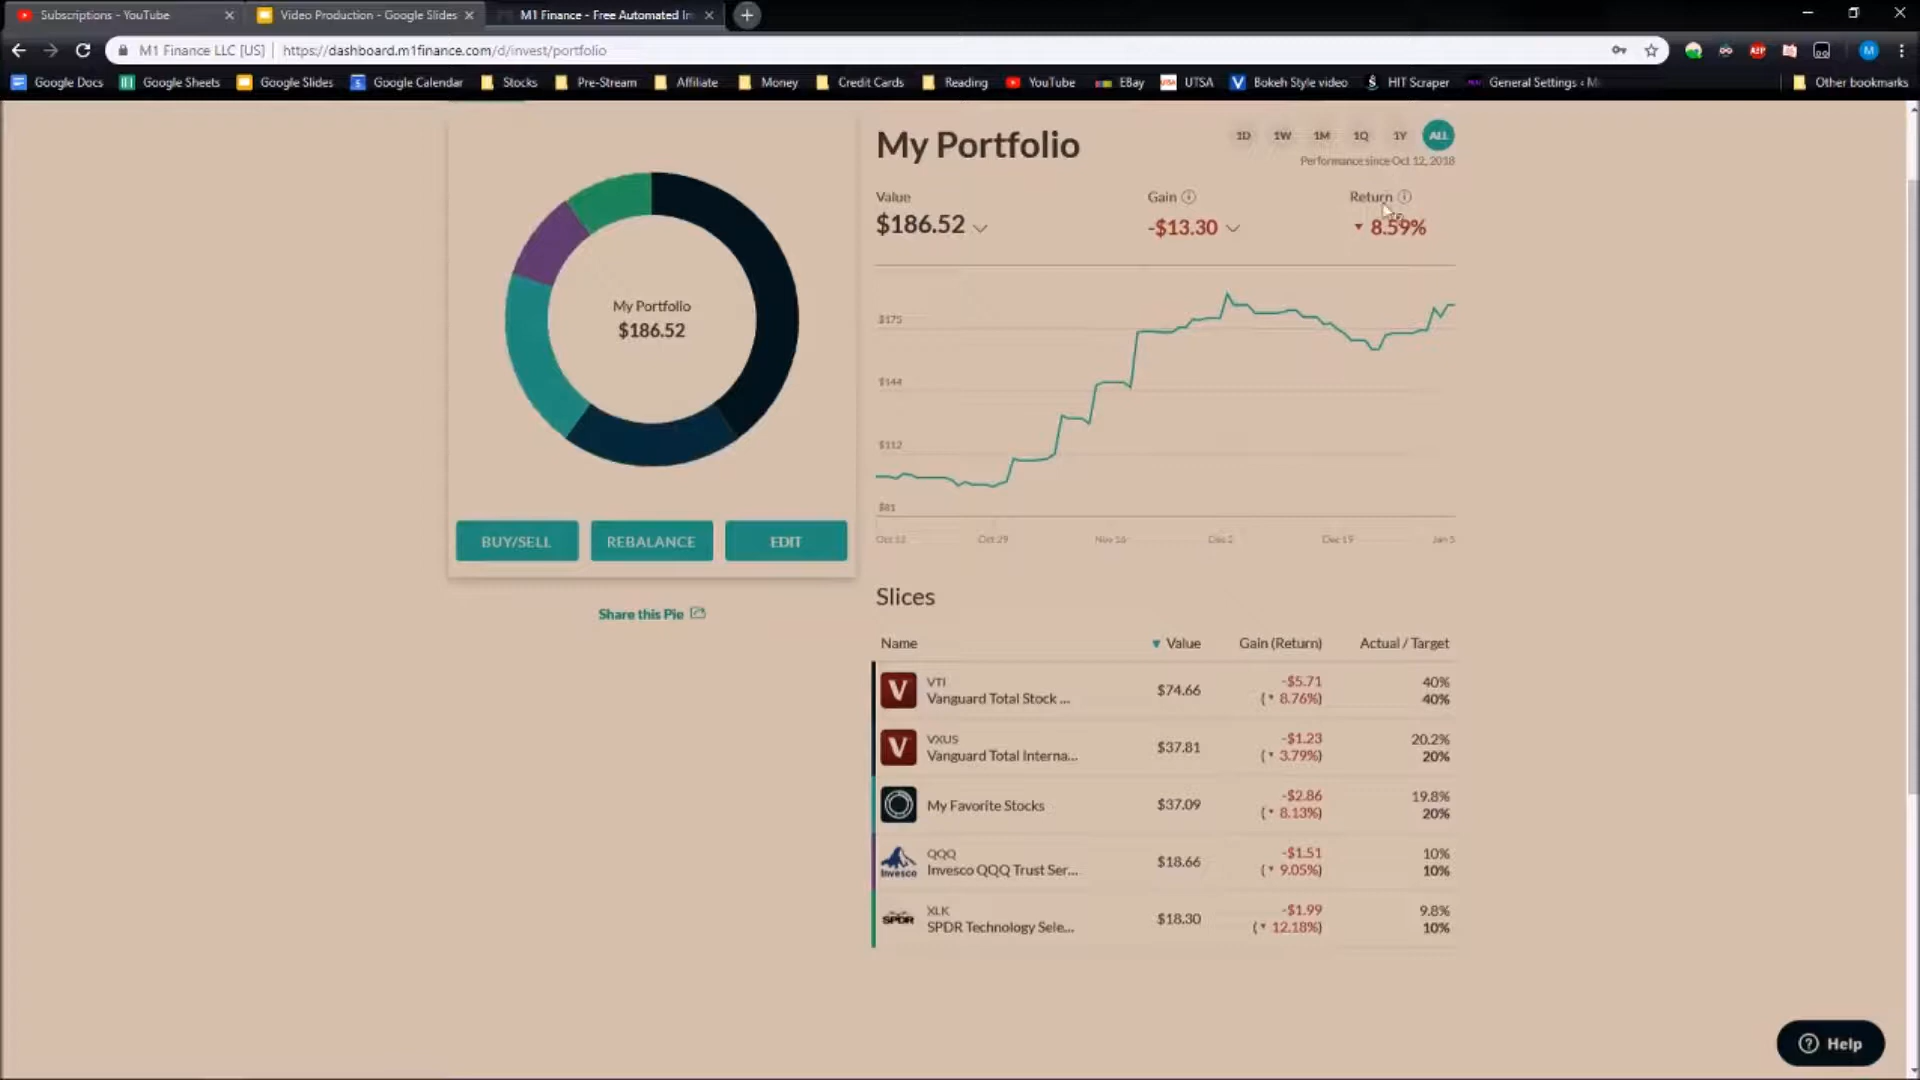 Subscriptions - YouTube
Video Production - Google Slides
M1 Finance - Free Automated In
M1 Finance LLC [US]
https://dashboard.m1finance.com/d/invest/portfolio
M
Google Docs
Google Sheets
Google Slides
Google Calendar
Stocks
Pre-Stream
Affiliate
Money
Credit Cards
Reading
YouTube
EBay
UTSA
Bokeh Style video
HIT Scraper
General Settings ‹ M
Other bookmarks
My Portfolio
$186.52
BUY/SELL
REBALANCE
EDIT
Share this Pie
My Portfolio
1D 1W 1M 1Q 1Y ALL
Performance since Oct 12, 2018
Value
$186.52
Gain
-$13.30
Return
▼ 8.59%
$175
$144
$112
$81
Oct 12 Oct 29 Nov 16 Dec 2 Dec 19 Jan 5
Slices
Name ▼ Value Gain (Return) Actual / Target
VTI
Vanguard Total Stock ...
$74.66
-$5.71
(▼ 8.76%)
40%
40%
VXUS
Vanguard Total Interna...
$37.81
-$1.23
(▼ 3.79%)
20.2%
20%
My Favorite Stocks
$37.09
-$2.86
(▼ 8.13%)
19.8%
20%
Invesco
QQQ
Invesco QQQ Trust Ser...
$18.66
-$1.51
(▼ 9.05%)
10%
10%
SPDR
XLK
SPDR Technology Sele...
$18.30
-$1.99
(▼ 12.18%)
9.8%
10%
Help